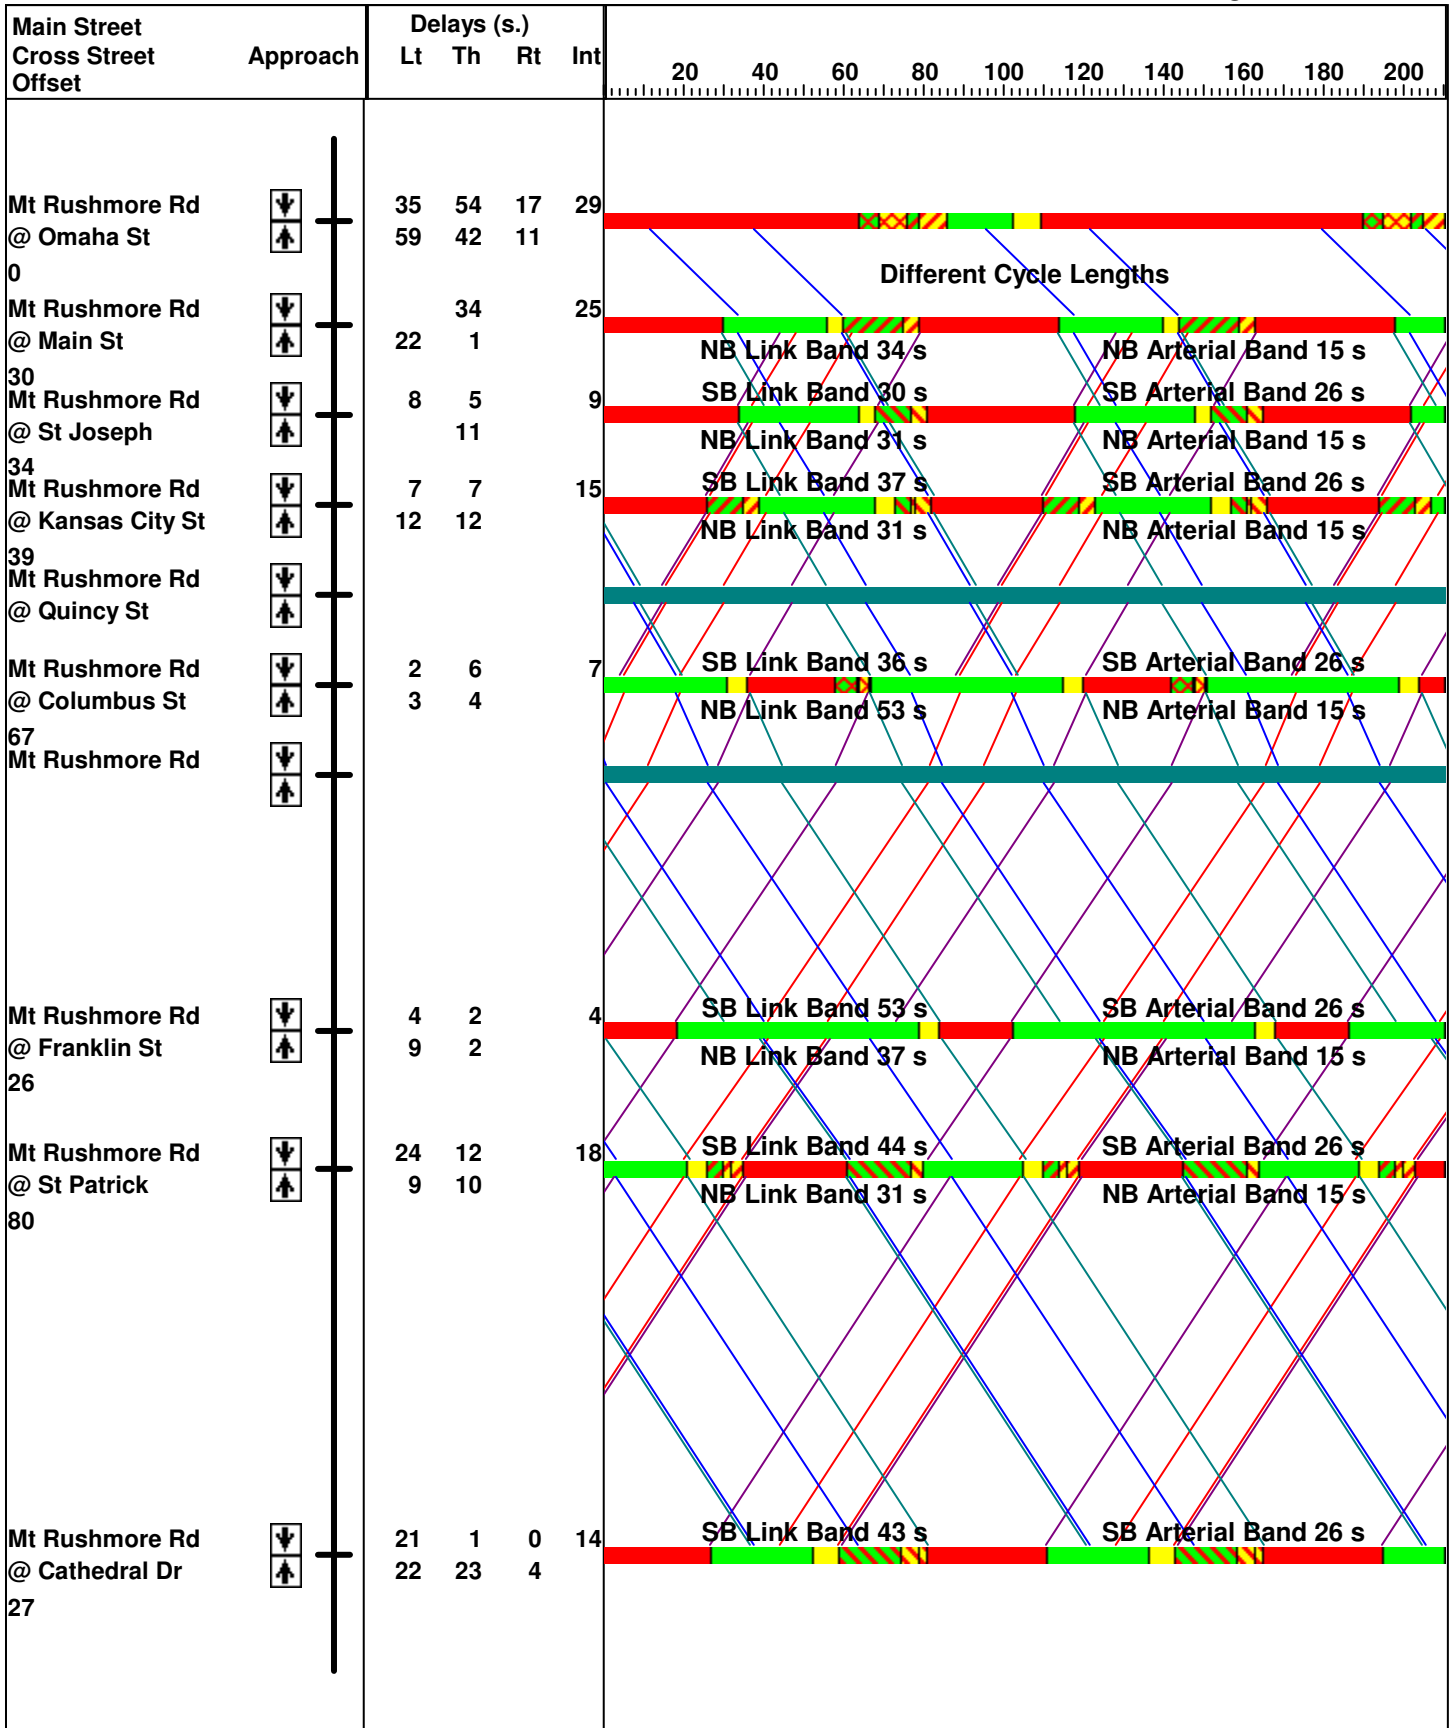 Main Street Delays (s.)
Cross Street Approach Lt Th Rt Int
Offset 20 40 60 80 100 120 140 160 180 200
Mt Rushmore Rd 35 54 17 29
@ Omaha St 59 42 11
0 Different Cycle Lengths
Mt Rushmore Rd 34 25
@ Main St 22 1 NB Link Band 34 s NB Arterial Band 15 s
30
Mt Rushmore Rd 8 5 9 SB Link Band 30 s SB Arterial Band 26 s
@ St Joseph 11 NB Link Band 31 s NB Arterial Band 15 s
34
Mt Rushmore Rd 7 7 15 SB Link Band 37 s SB Arterial Band 26 s
@ Kansas City St 12 12 NB Link Band 31 s NB Arterial Band 15 s
39
Mt Rushmore Rd
@ Quincy St
Mt Rushmore Rd 2 6 7 SB Link Band 36 s SB Arterial Band 26 s
@ Columbus St 3 4 NB Link Band 53 s NB Arterial Band 15 s
67
Mt Rushmore Rd
Mt Rushmore Rd 4 2 4 SB Link Band 53 s SB Arterial Band 26 s
@ Franklin St 9 2 NB Link Band 37 s NB Arterial Band 15 s
26
Mt Rushmore Rd 24 12 18 SB Link Band 44 s SB Arterial Band 26 s
@ St Patrick 9 10 NB Link Band 31 s NB Arterial Band 15 s
80
Mt Rushmore Rd 21 1 0 14 SB Link Band 43 s SB Arterial Band 26 s
@ Cathedral Dr 22 23 4
27